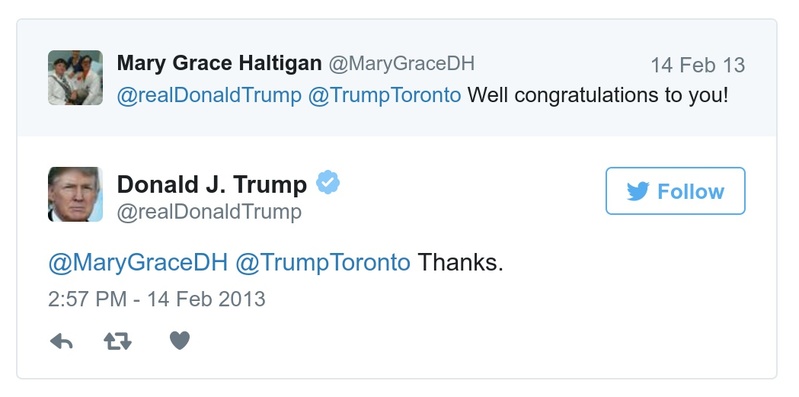 Mary Grace Haltigan @MaryGraceDH 14 Feb 13
@realDonaldTrump @TrumpToronto Well congratulations to you!
Donald J. Trump
@realDonaldTrump
Follow
@MaryGraceDH @TrumpToronto Thanks.
2:57 PM - 14 Feb 2013